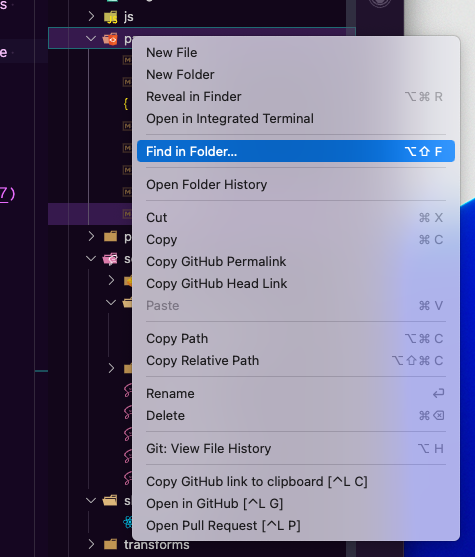 js
pa
New File
New Folder
Reveal in Finder ⌥⌘ R
Open in Integrated Terminal
Find in Folder... ⌥⇧ F
Open Folder History
7)
Cut ⌘ X
Copy ⌘ C
p
Copy GitHub Permalink
Copy GitHub Head Link
Paste ⌘ V
Copy Path ⌥⌘ C
Copy Relative Path ⌥⇧⌘ C
Rename ↩
Delete ⌘⌫
Git: View File History ⌥ H
Copy GitHub link to clipboard [^L C]
Open in GitHub [^L G]
Open Pull Request [^L P]
transforms